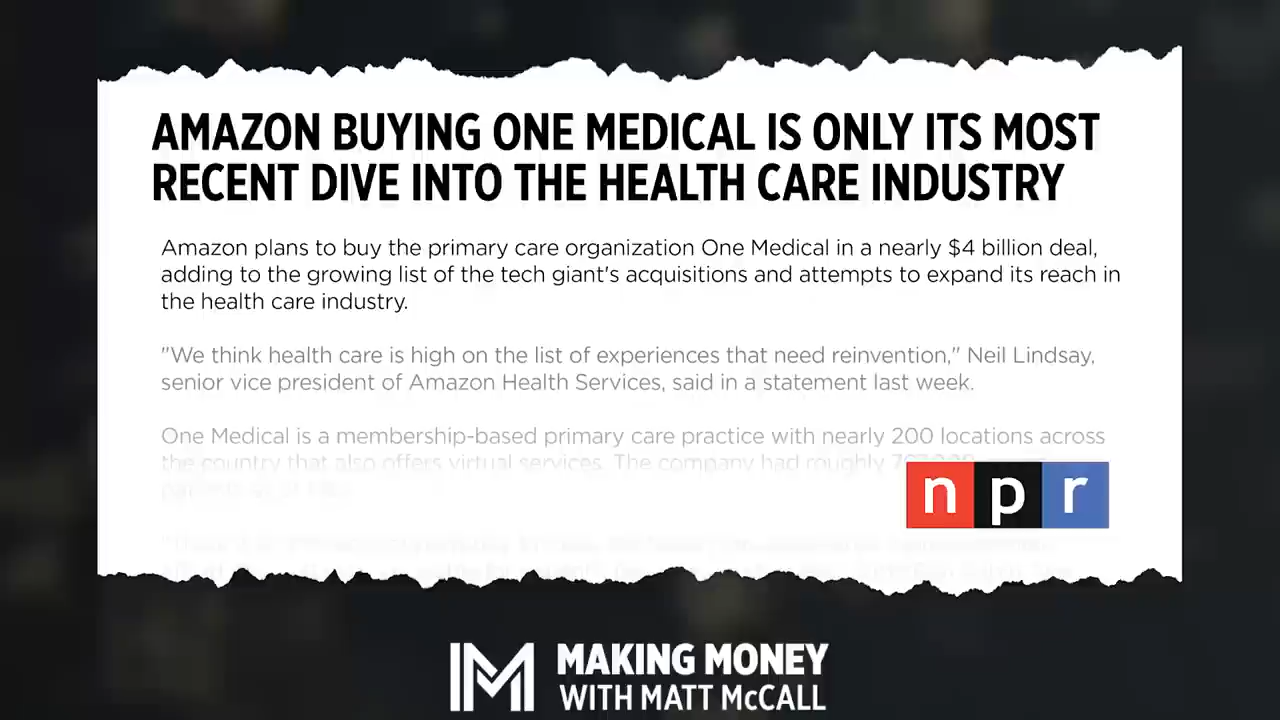 AMAZON BUYING ONE MEDICAL IS ONLY ITS MOST
RECENT DIVE INTO THE HEALTH CARE INDUSTRY
Amazon plans to buy the primary care organization One Medical in a nearly $4 billion deal,
adding to the growing list of the tech giant's acquisitions and attempts to expand its reach in
the health care industry.
"We think health care is high on the list of experiences that need reinvention," Neil Lindsay,
senior vice president of Amazon Health Services, said in a statement last week.
One Medical is a membership-based primary care practice with nearly 200 locations across
the country that also offers virtual services. The company had roughly
npr
MAKING MONEY
WITH MATT McCALL